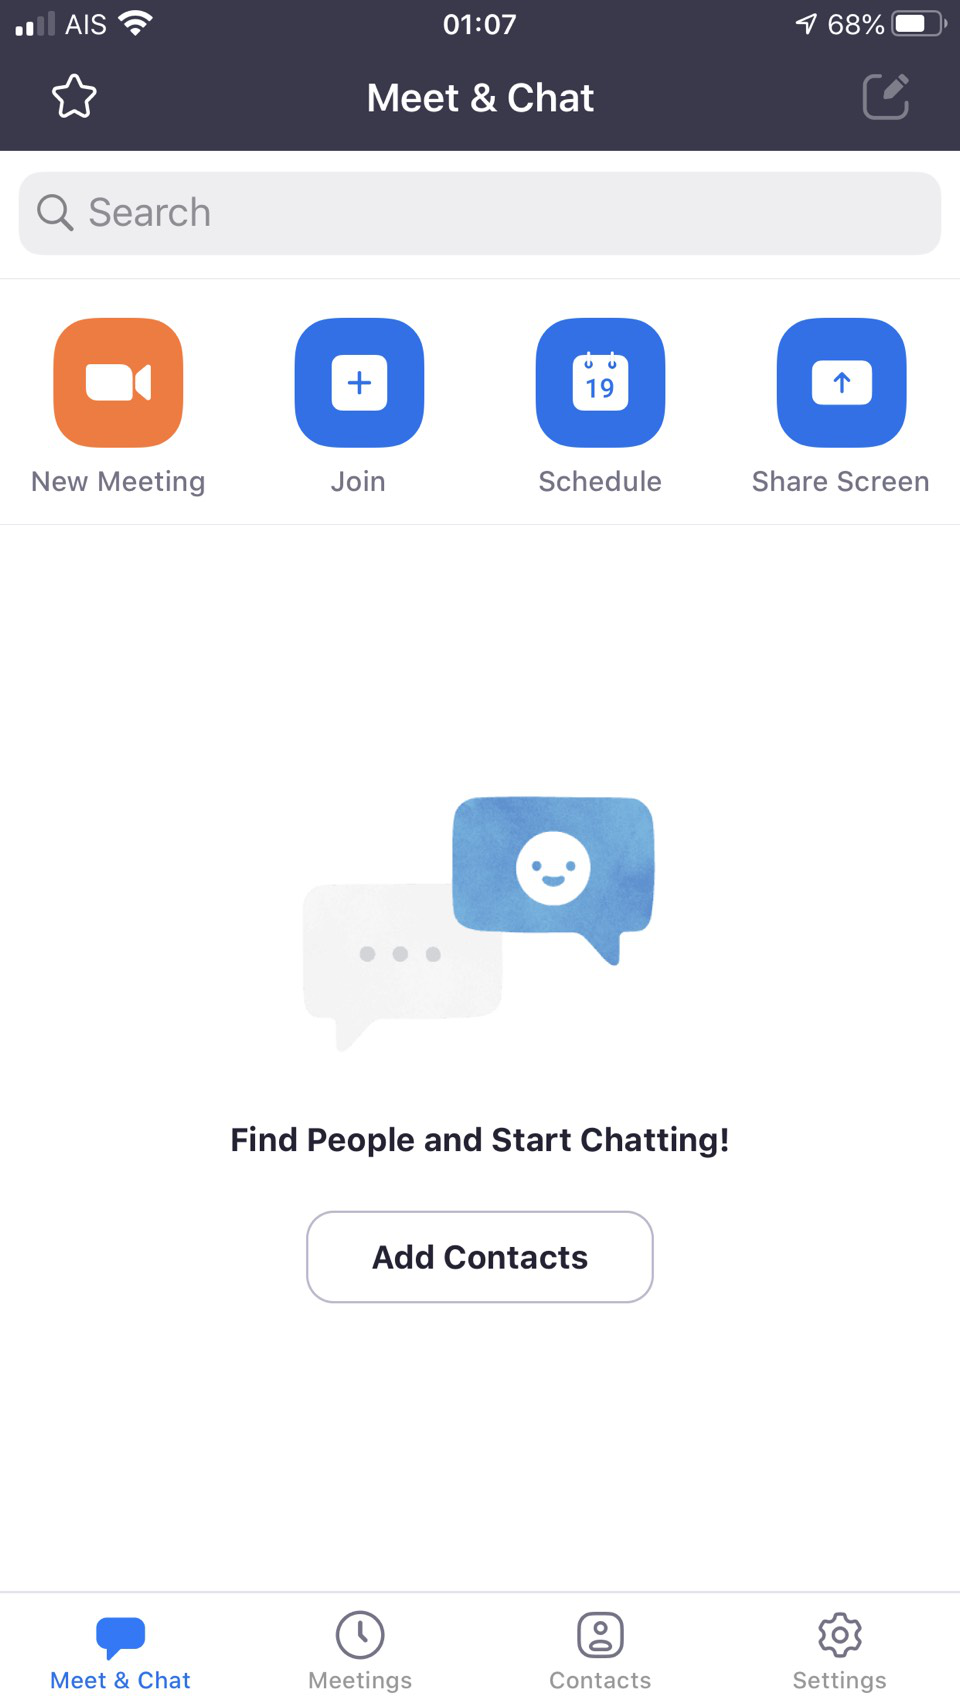 AIS 01:07 68%
Meet & Chat
Search
19
New Meeting Join Schedule Share Screen
Find People and Start Chatting!
Add Contacts
Meet & Chat Meetings Contacts Settings